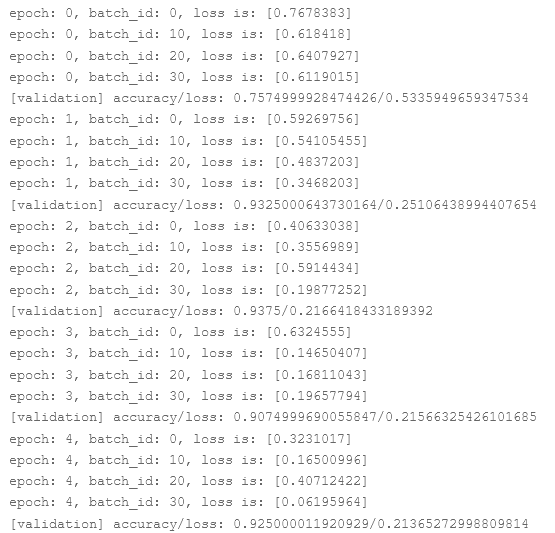 epoch: 0, batch_id: 0, loss is: [0.7678383]
epoch: 0, batch_id: 10, loss is: [0.618418]
epoch: 0, batch_id: 20, loss is: [0.6407927]
epoch: 0, batch_id: 30, loss is: [0.6119015]
[validation] accuracy/loss: 0.7574999928474426/0.5335949659347534
epoch: 1, batch_id: 0, loss is: [0.59269756]
epoch: 1, batch_id: 10, loss is: [0.54105455]
epoch: 1, batch_id: 20, loss is: [0.4837203]
epoch: 1, batch_id: 30, loss is: [0.3468203]
[validation] accuracy/loss: 0.9325000643730164/0.25106438994407654
epoch: 2, batch_id: 0, loss is: [0.40633038]
epoch: 2, batch_id: 10, loss is: [0.3556989]
epoch: 2, batch_id: 20, loss is: [0.5914434]
epoch: 2, batch_id: 30, loss is: [0.19877252]
[validation] accuracy/loss: 0.9375/0.2166418433189392
epoch: 3, batch_id: 0, loss is: [0.6324555]
epoch: 3, batch_id: 10, loss is: [0.14650407]
epoch: 3, batch_id: 20, loss is: [0.16811043]
epoch: 3, batch_id: 30, loss is: [0.19657794]
[validation] accuracy/loss: 0.9074999690055847/0.21566325426101685
epoch: 4, batch_id: 0, loss is: [0.3231017]
epoch: 4, batch_id: 10, loss is: [0.16500996]
epoch: 4, batch_id: 20, loss is: [0.40712422]
epoch: 4, batch_id: 30, loss is: [0.06195964]
[validation] accuracy/loss: 0.925000011920929/0.21365272998809814